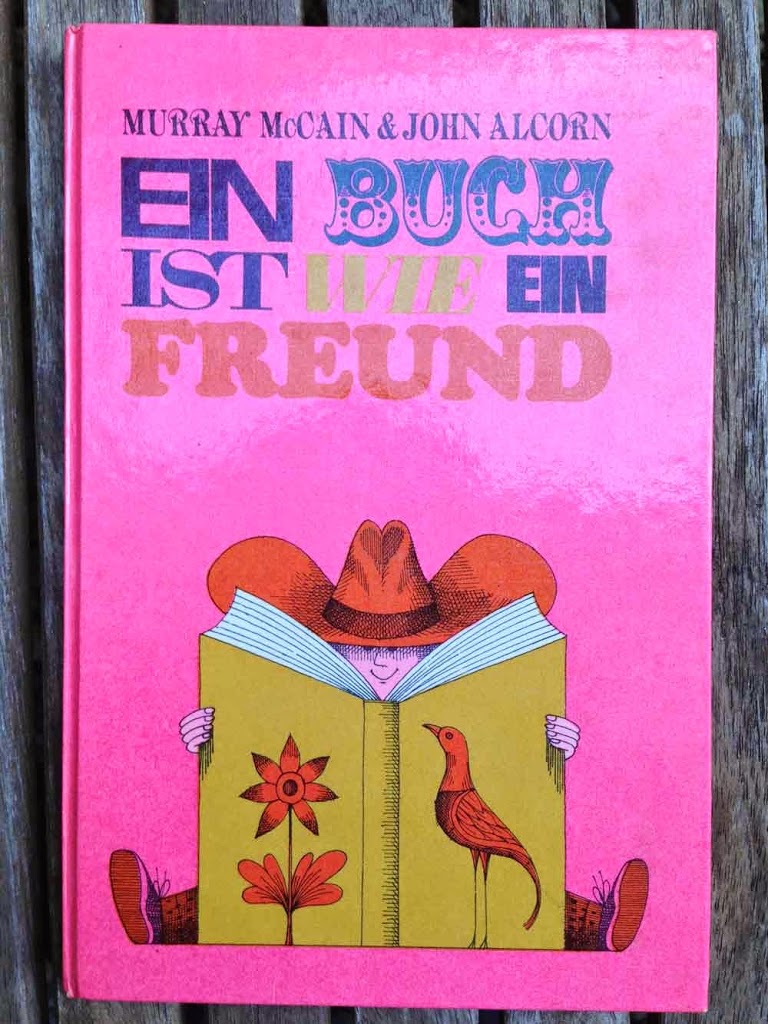 MURRAY McCAIN & JOHN ALCORN
EIN BUCH
IST WIE EIN
FREUND